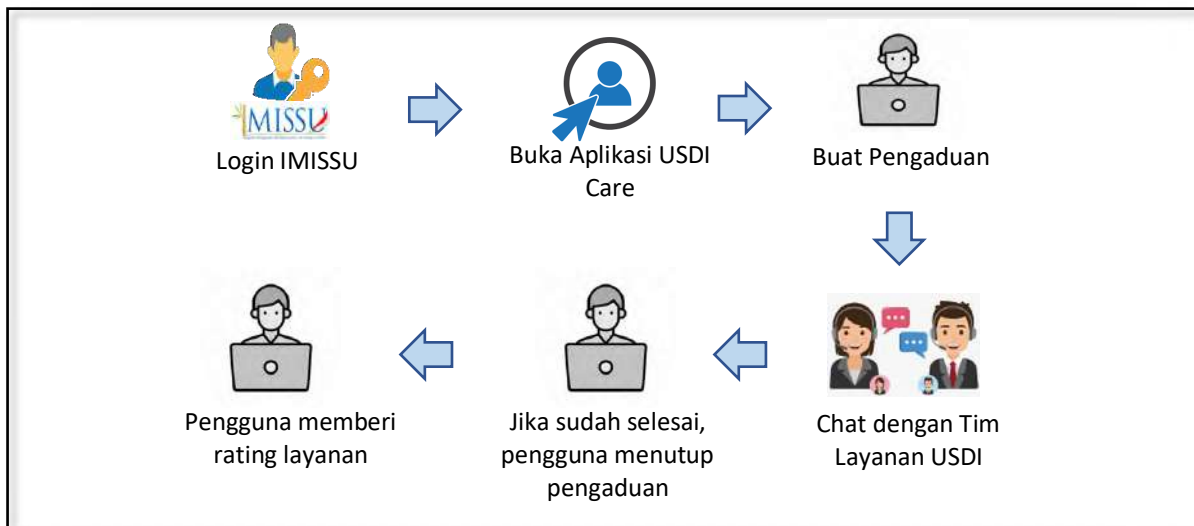 IMISSU
Login IMISSU
Buka Aplikasi USDI
Care
Buat Pengaduan
Chat dengan Tim
Layanan USDI
Jika sudah selesai,
pengguna menutup
pengaduan
Pengguna memberi
rating layanan